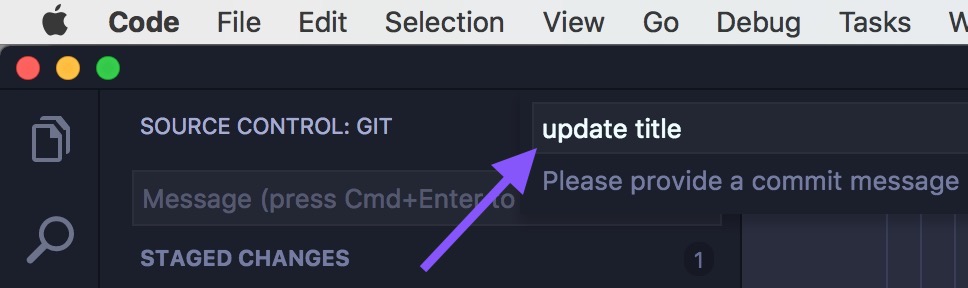 Code File Edit Selection View Go Debug Tasks
SOURCE CONTROL: GIT
update title
Please provide a commit message
Message (press Cmd+Enter to
STAGED CHANGES 1